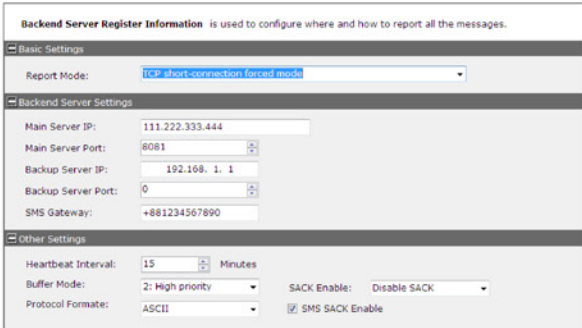 Backend Server Register Information is used to configure where and how to report all the messages.
Basic Settings
Report Mode: TCP short-connection forced mode
Backend Server Settings
Main Server IP: 111.222.333.444
Main Server Port: 8081
Backup Server IP: 192.168. 1. 1
Backup Server Port: 0
SMS Gateway: +881234567890
Other Settings
Heartbeat Interval: 15 Minutes
Buffer Mode: 2: High priority SACK Enable: Disable SACK
Protocol Formate: ASCII SMS SACK Enable